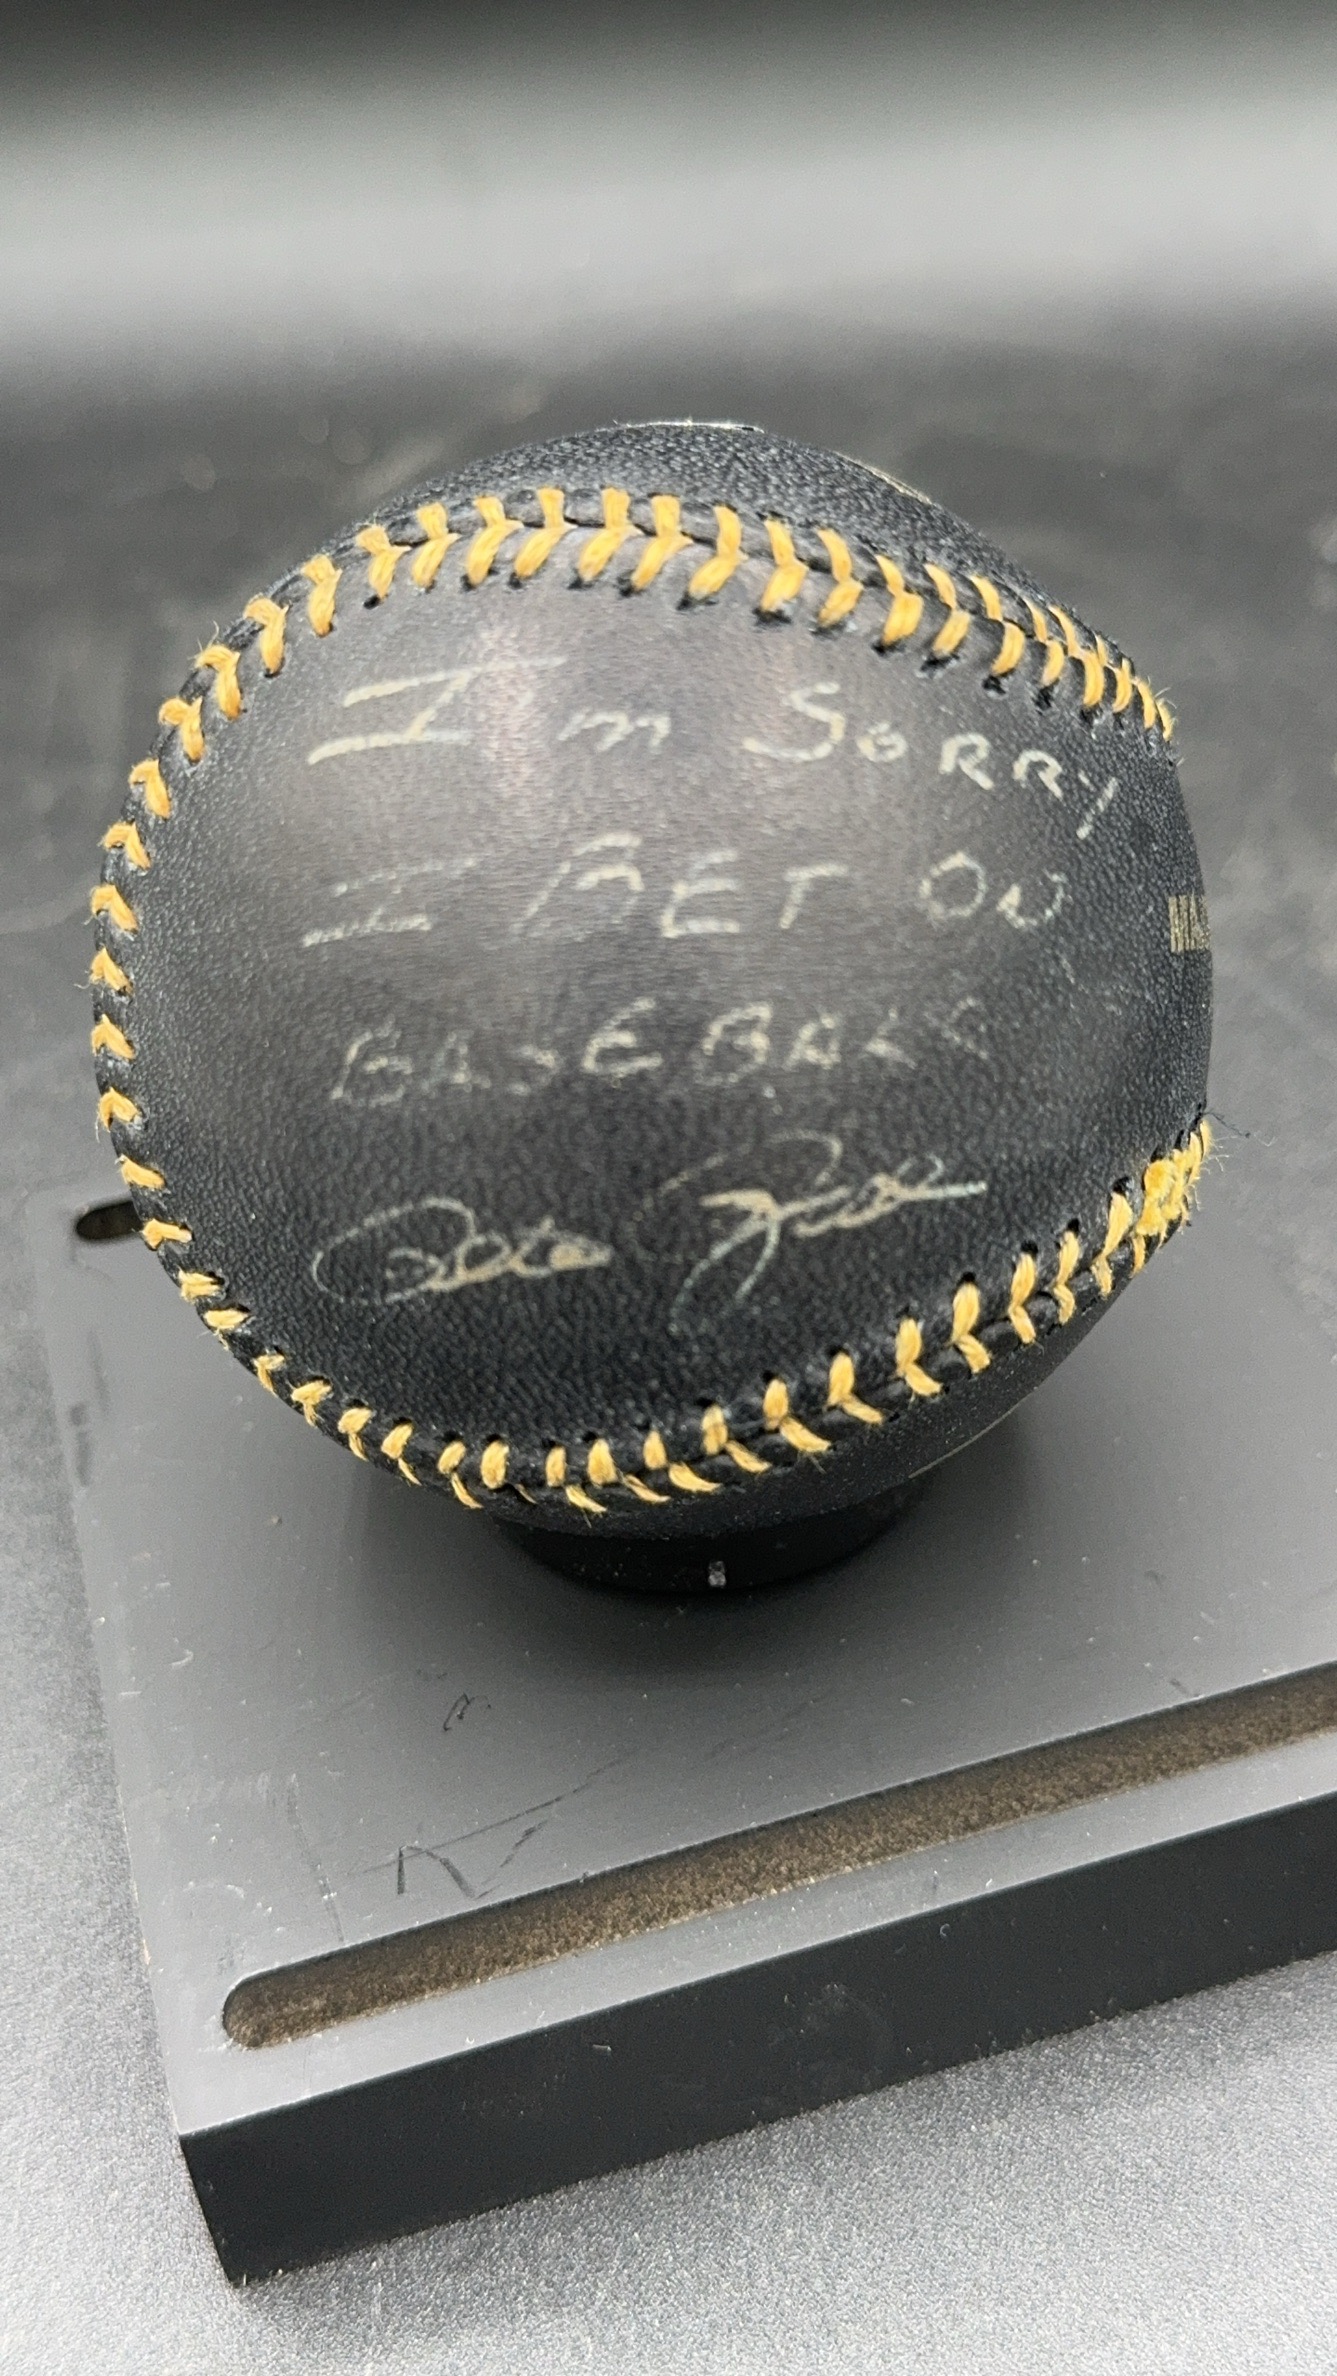 I'm SORRY
I BET ON
BASEBALL
Pete Rose